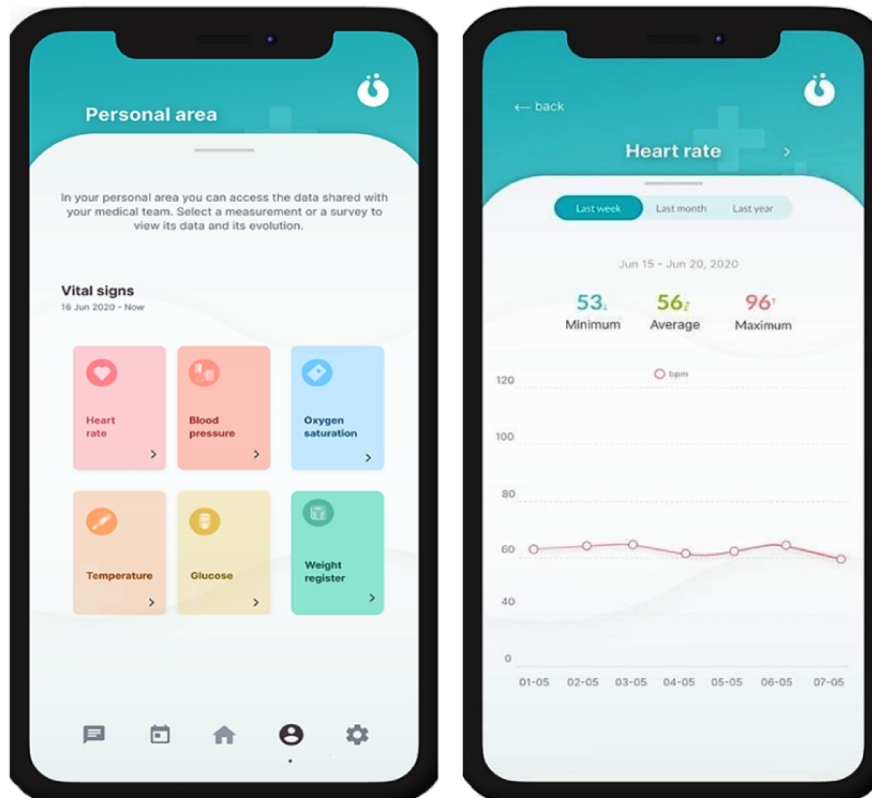 Personal area
In your personal area you can access the data shared with
your medical team. Select a measurement or a survey to
view its data and its evolution.
Vital signs
16 Jun 2020 - Now
Heart
rate
Blood
pressure
Oxygen
saturation
Temperature
Glucose
Weight
register
← back
Heart rate
Last week Last month Last year
Jun 15 - Jun 20, 2020
53 56 96
Minimum Average Maximum
bpm
120
100
80
60
40
0
01-05 02-05 03-05 04-05 05-05 06-05 07-05